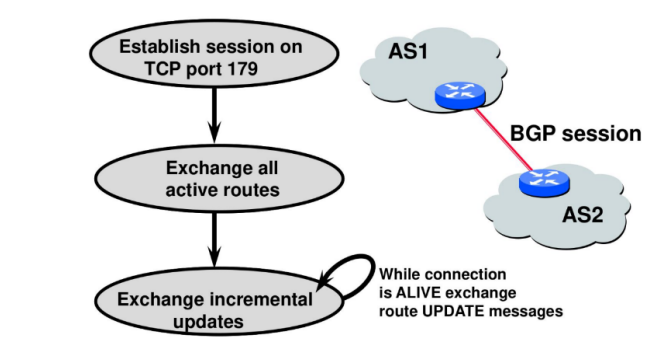 Establish session on
TCP port 179
Exchange all
active routes
Exchange incremental
updates
While connection
is ALIVE exchange
route UPDATE messages
AS1
BGP session
AS2